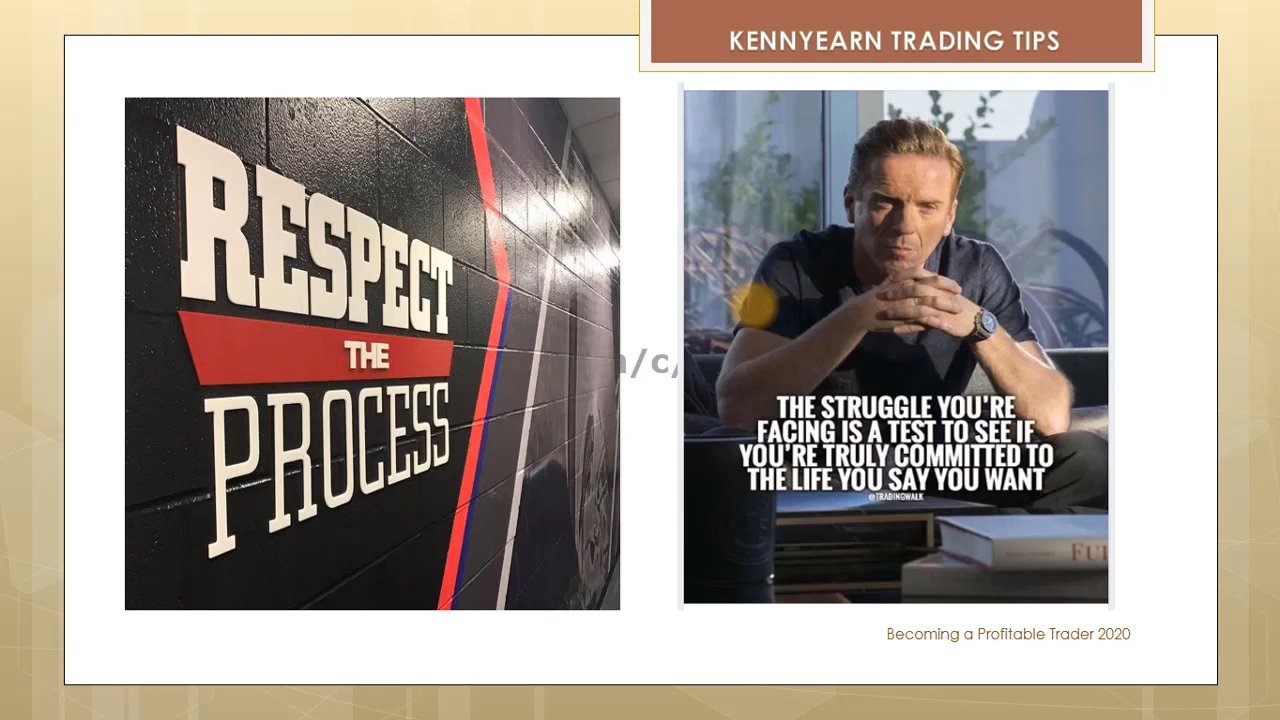 KENNYEARN TRADING TIPS
RESPECT
THE
PROCESS
/c/
THE STRUGGLE YOU'RE
FACING IS A TEST TO SEE IF
YOU'RE TRULY COMMITTED TO
THE LIFE YOU SAY YOU WANT
@TRADINGWALK
FUT
Becoming a Profitable Trader 2020